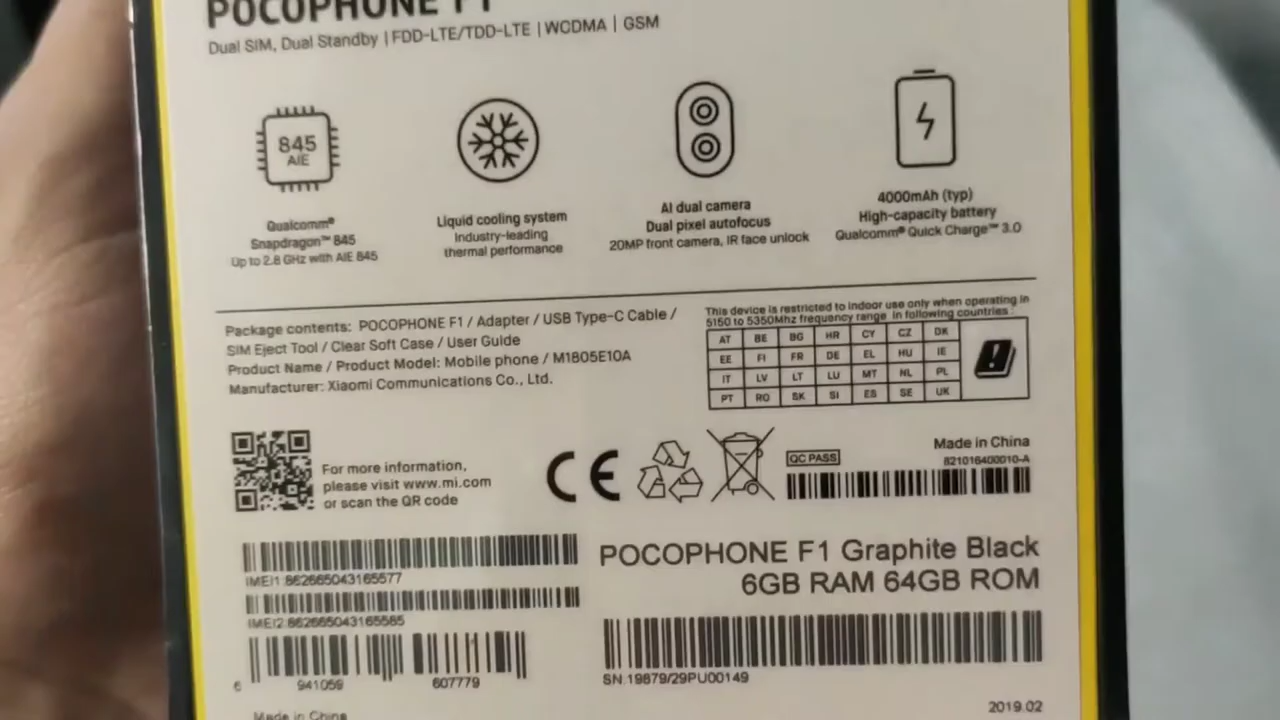 POCOPHONE F1
Dual SIM, Dual Standby | FDD-LTE/TDD-LTE | WCDMA | GSM
845
AIE
Qualcomm®
Snapdragon™ 845
Up to 2.8 GHz with AIE 845
Liquid cooling system
Industry-leading
thermal performance
AI dual camera
Dual pixel autofocus
20MP front camera, IR face unlock
4000mAh (typ)
High-capacity battery
Qualcomm® Quick Charge™ 3.0
Package contents: POCOPHONE F1 / Adapter / USB Type-C Cable /
SIM Eject Tool / Clear Soft Case / User Guide
Product Name / Product Model: Mobile phone / M1805E10A
Manufacturer: Xiaomi Communications Co., Ltd.
This device is restricted to indoor use only when operating in
5150 to 5350Mhz frequency range in following countries :
AT BE BG HR CY CZ DK
EE FI FR DE EL HU IE
IT LV LT LU MT NL PL
PT RO SK SI ES SE UK
For more information,
please visit www.mi.com
or scan the QR code
CE
QC PASS
Made in China
821016400010-A
IMEI1:862665043165577
IMEI2:862665043165585
6 941059 607779
POCOPHONE F1 Graphite Black
6GB RAM 64GB ROM
SN:19879/29PU00149
Made in China
2019.02